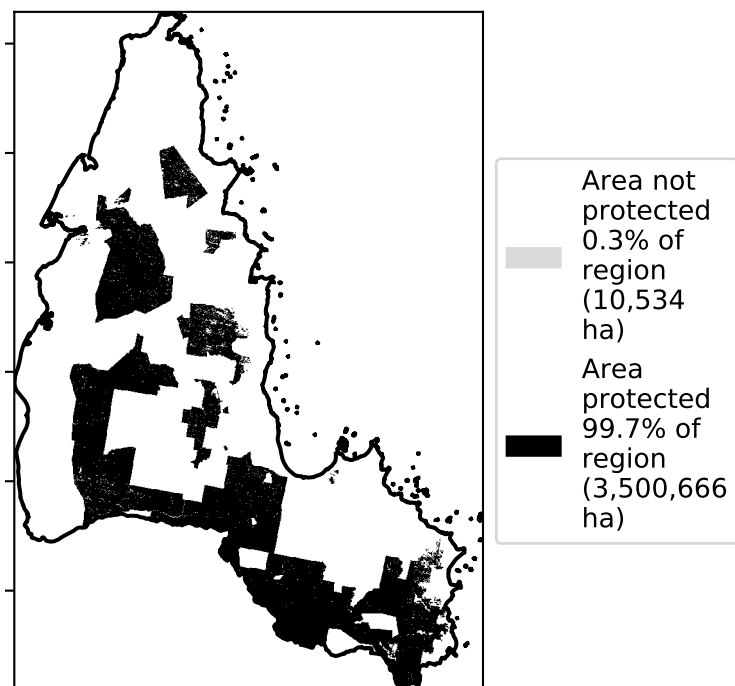 Area not
protected
0.3% of
region
(10,534
ha)
Area
protected
99.7% of
region
(3,500,666
ha)